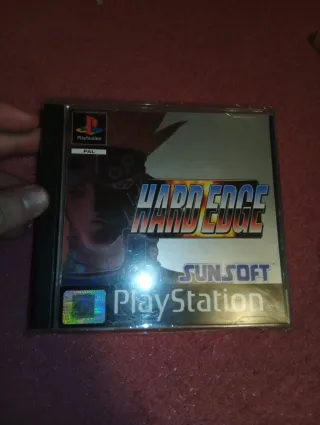 PlayStation
PAL
HARD EDGE
SUNSOFT
PlayStation